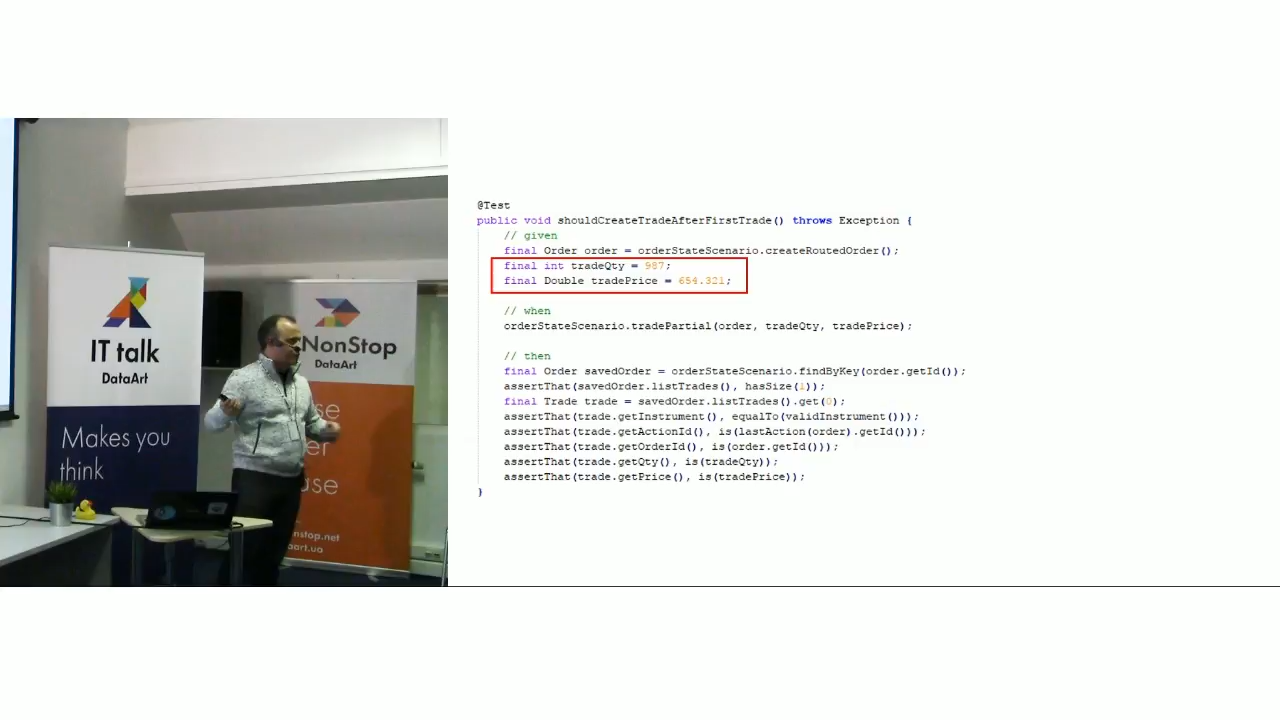 IT talk
DataArt
Makes you
think
NonStop
DataArt
@Test
public void shouldCreateTradeAfterFirstTrade() throws Exception {
// given
final Order order = orderStateScenario.createRoutedOrder();
final int tradeQty = 987;
final Double tradePrice = 654.321;
// when
orderStateScenario.tradePartial(order, tradeQty, tradePrice);
// then
final Order savedOrder = orderStateScenario.findByKey(order.getId());
assertThat(savedOrder.listTrades(), hasSize(1));
final Trade trade = savedOrder.listTrades().get(0);
assertThat(trade.getInstrument(), equalTo(validInstrument()));
assertThat(trade.getActionId(), is(lastAction(order).getId()));
assertThat(trade.getOrderId(), is(order.getId()));
assertThat(trade.getQty(), is(tradeQty));
assertThat(trade.getPrice(), is(tradePrice));
}